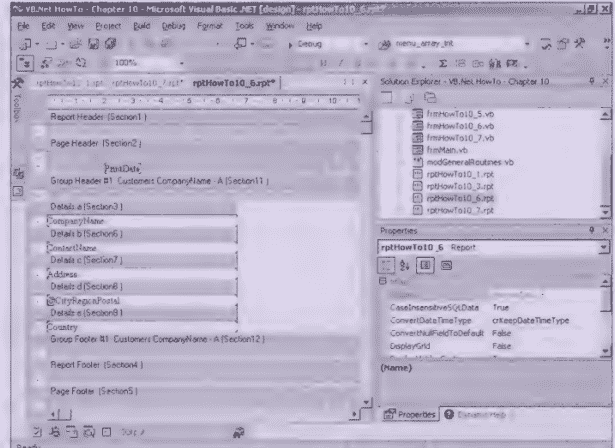 VB.Net HowTo - Chapter 10 - Microsoft Visual Basic .NET [design] - rptHowTo10_6.rpt*
File Edit View Project Build Debug Format Tools Window Help
Debug menu_array_Int
100%
rptHowTo10_6.rpt* Solution Explorer - VB.Net HowTo - Chapter 10
Report Header (Section1)
Page Header (Section2)
PrintDate
Group Header #1: Customers.CompanyName - A (Section11)
Details a (Section3)
CompanyName
Details b (Section6)
ContactName
Details c (Section7)
Address
Details d (Section8)
@CityRegionPostal
Details e (Section9)
Country
Group Footer #1: Customers.CompanyName - A (Section12)
Report Footer (Section4)
Page Footer (Section5)
frmHowTo10_5.vb
frmHowTo10_6.vb
frmHowTo10_7.vb
frmMain.vb
modGeneralRoutines.vb
rptHowTo10_1.rpt
rptHowTo10_3.rpt
rptHowTo10_6.rpt
rptHowTo10_7.rpt
Properties
rptHowTo10_6 Report
CaseInsensitiveSQLData True
ConvertDateTimeType crKeepDateTimeType
ConvertNullFieldToDefault False
DisplayGrid False
(Name)
Properties Dynamic Help
Ready